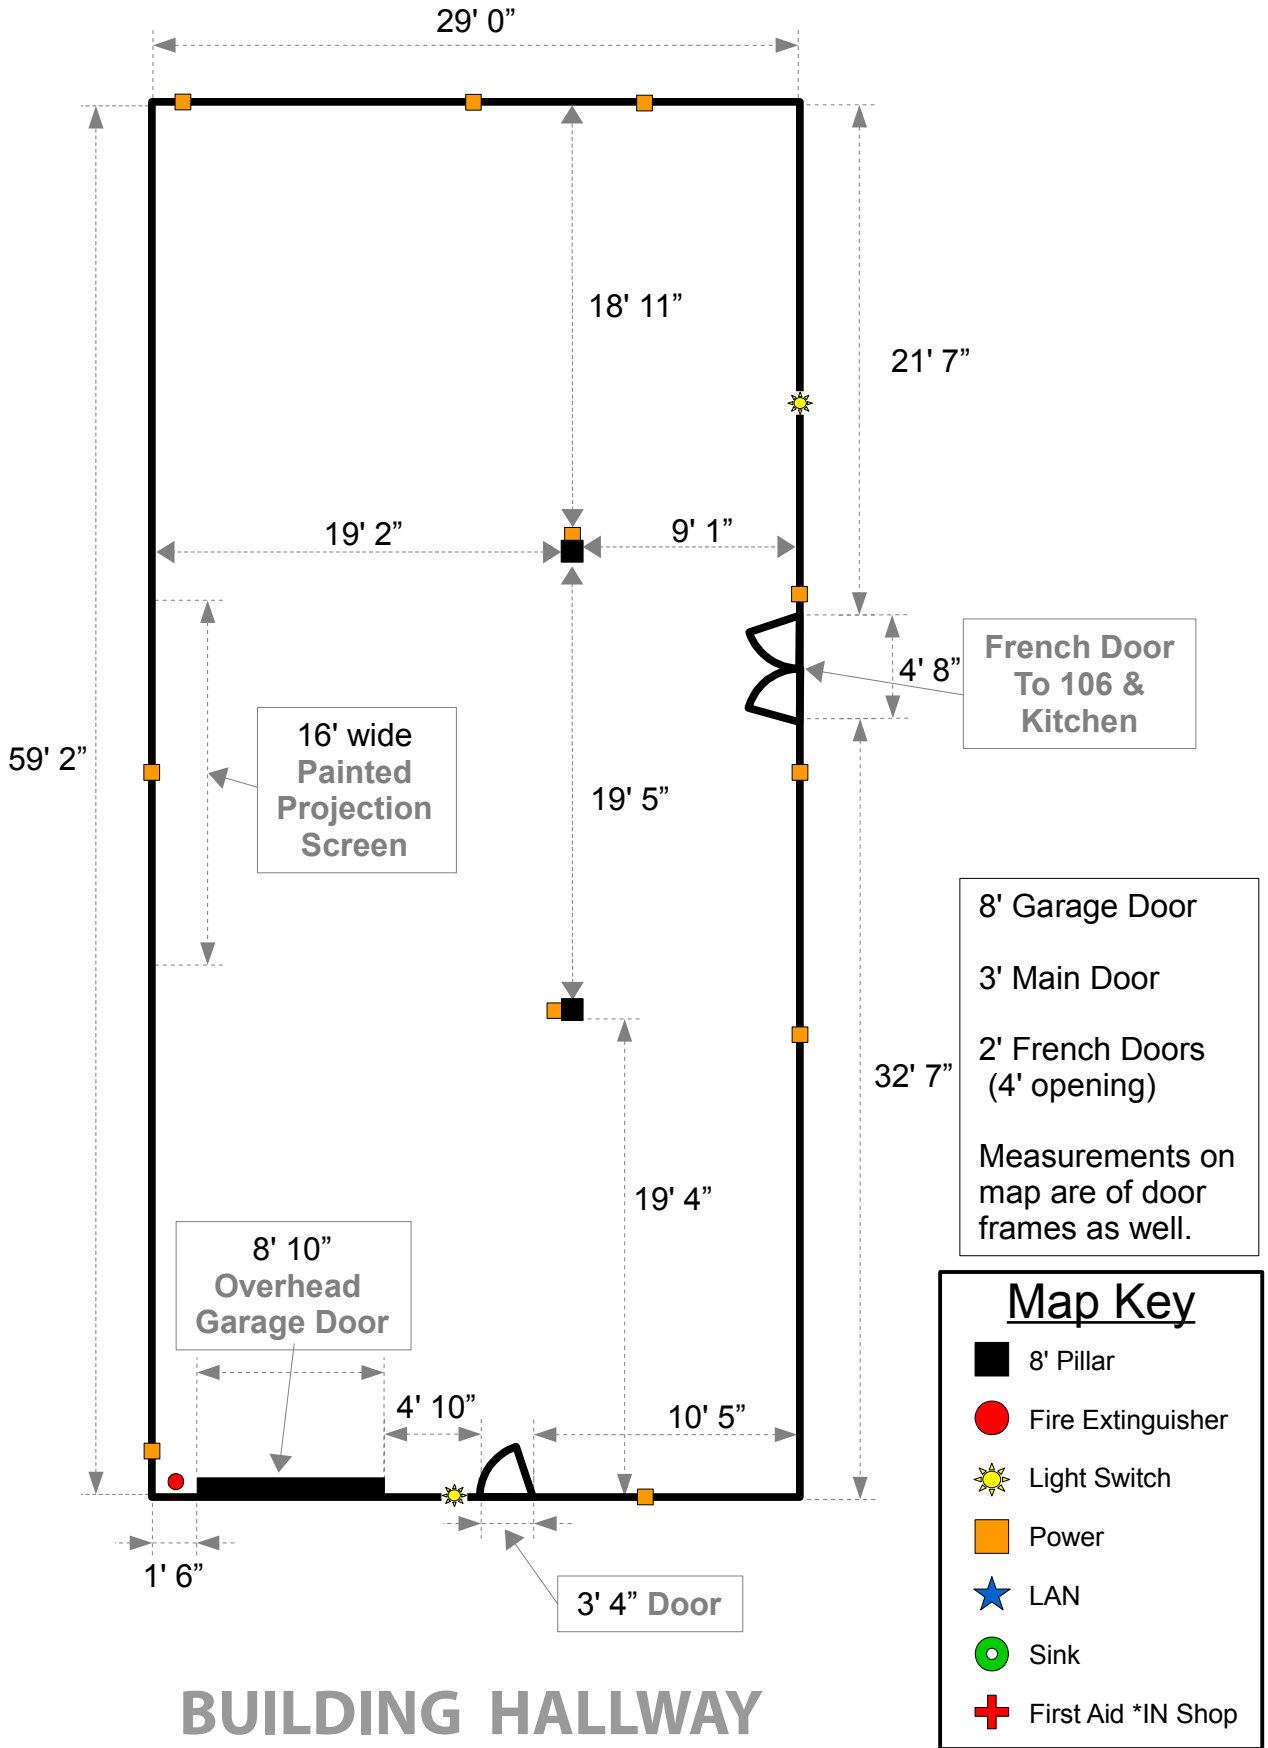 29' 0”
18' 11”
21' 7”
19' 2”
9' 1”
4' 8”
French Door
To 106 &
Kitchen
59' 2”
16' wide
Painted
Projection
Screen
19' 5”
8' Garage Door
3' Main Door
2' French Doors
(4' opening)
Measurements on
map are of door
frames as well.
32' 7”
19' 4”
8' 10”
Overhead
Garage Door
4' 10”
10' 5”
1' 6”
3' 4” Door
Map Key
8' Pillar
Fire Extinguisher
Light Switch
Power
LAN
Sink
First Aid *IN Shop
BUILDING HALLWAY